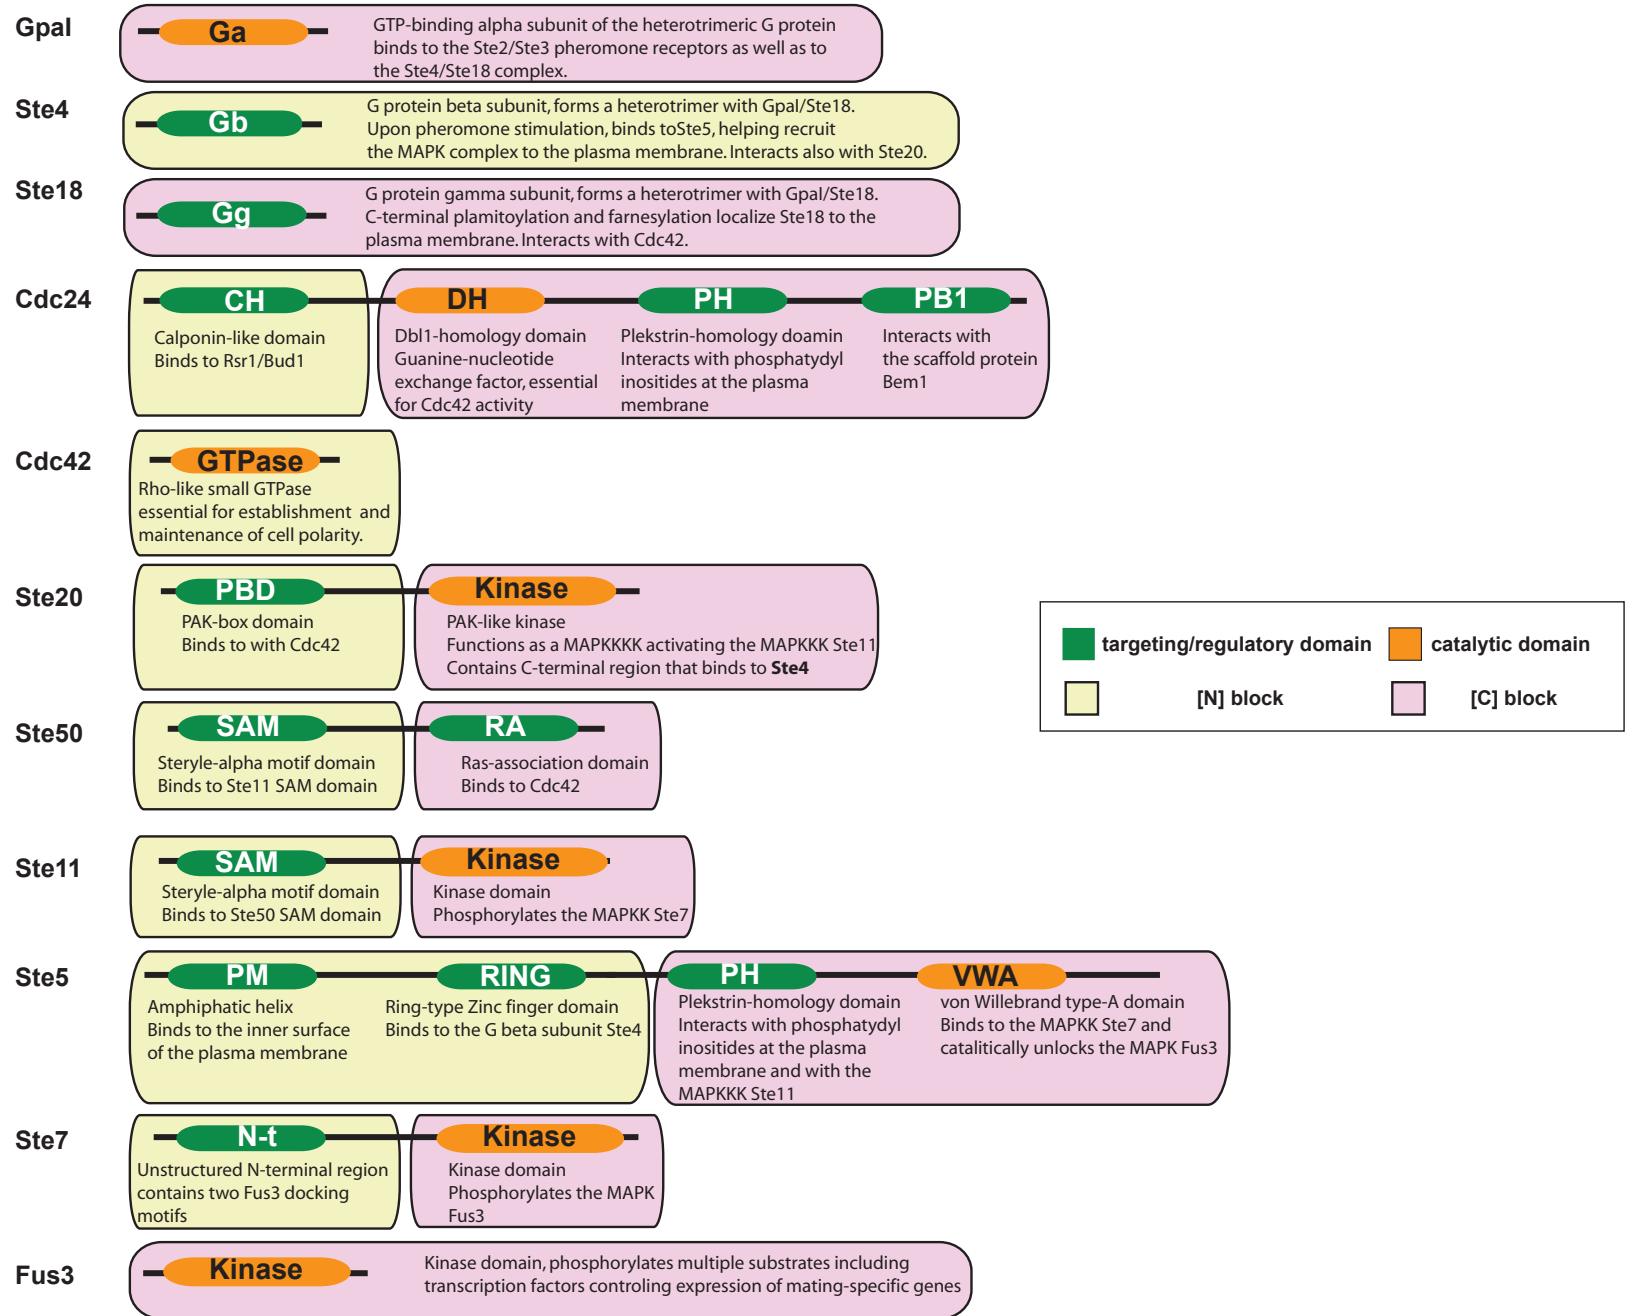 GpaI
Ga
GTP-binding alpha subunit of the heterotrimeric G protein
binds to the Ste2/Ste3 pheromone receptors as well as to
the Ste4/Ste18 complex.
Ste4
Gb
G protein beta subunit, forms a heterotrimer with GpaI/Ste18.
Upon pheromone stimulation, binds toSte5, helping recruit
the MAPK complex to the plasma membrane. Interacts also with Ste20.
Ste18
Gg
G protein gamma subunit, forms a heterotrimer with GpaI/Ste18.
C-terminal plamitoylation and farnesylation localize Ste18 to the
plasma membrane. Interacts with Cdc42.
Cdc24
CH
Calponin-like domain
Binds to Rsr1/Bud1
DH
Dbl1-homology domain
Guanine-nucleotide
exchange factor, essential
for Cdc42 activity
PH
Plekstrin-homology doamin
Interacts with phosphatydyl
inositides at the plasma
membrane
PB1
Interacts with
the scaffold protein
Bem1
Cdc42
GTPase
Rho-like small GTPase
essential for establishment and
maintenance of cell polarity.
Ste20
PBD
PAK-box domain
Binds to with Cdc42
Kinase
PAK-like kinase
Functions as a MAPKKKK activating the MAPKKK Ste11
Contains C-terminal region that binds to Ste4
targeting/regulatory domain
catalytic domain
[N] block
[C] block
Ste50
SAM
Steryle-alpha motif domain
Binds to Ste11 SAM domain
RA
Ras-association domain
Binds to Cdc42
Ste11
SAM
Steryle-alpha motif domain
Binds to Ste50 SAM domain
Kinase
Kinase domain
Phosphorylates the MAPKK Ste7
Ste5
PM
Amphiphatic helix
Binds to the inner surface
of the plasma membrane
RING
Ring-type Zinc finger domain
Binds to the G beta subunit Ste4
PH
Plekstrin-homology domain
Interacts with phosphatydyl
inositides at the plasma
membrane and with the
MAPKKK Ste11
VWA
von Willebrand type-A domain
Binds to the MAPKK Ste7 and
catalitically unlocks the MAPK Fus3
Ste7
N-t
Unstructured N-terminal region
contains two Fus3 docking
motifs
Kinase
Kinase domain
Phosphorylates the MAPK
Fus3
Fus3
Kinase
Kinase domain, phosphorylates multiple substrates including
transcription factors controling expression of mating-specific genes